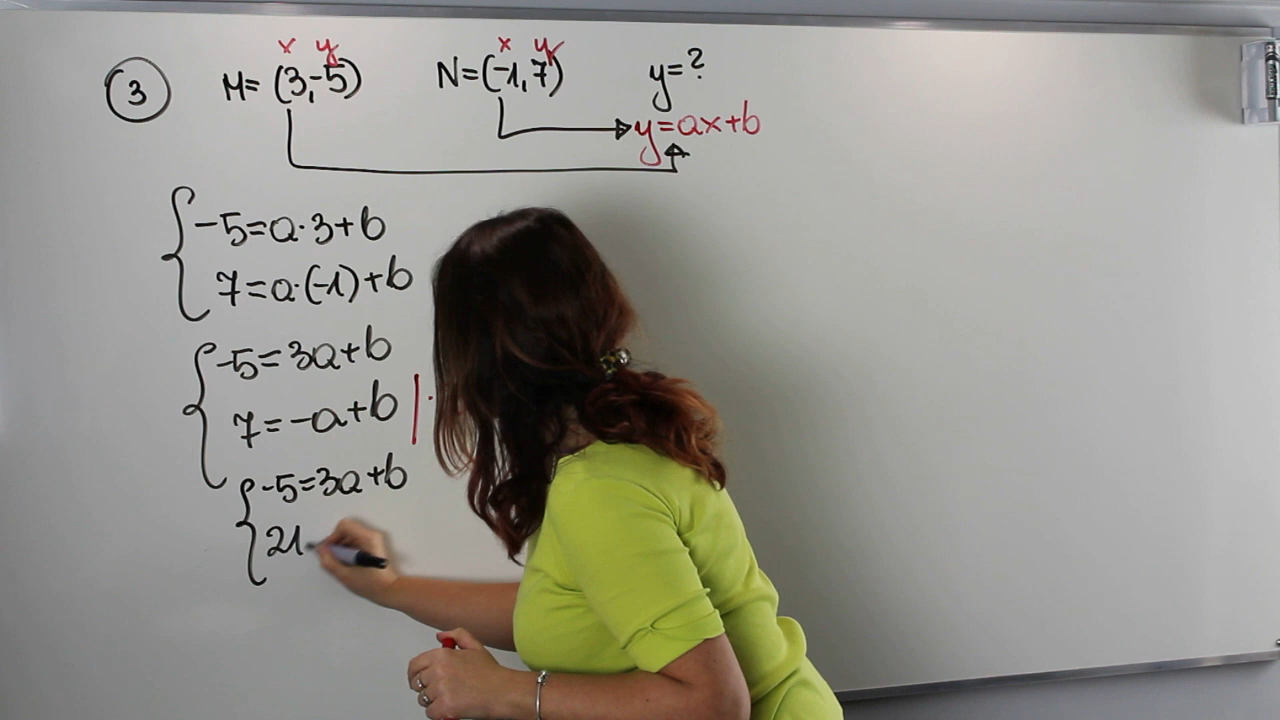 3 M=(3,-5) N=(-1,7) y=?
x y x y
y=ax+b
-5=a·3+b
7=a·(-1)+b
-5=3a+b
7=-a+b |·
-5=3a+b
21